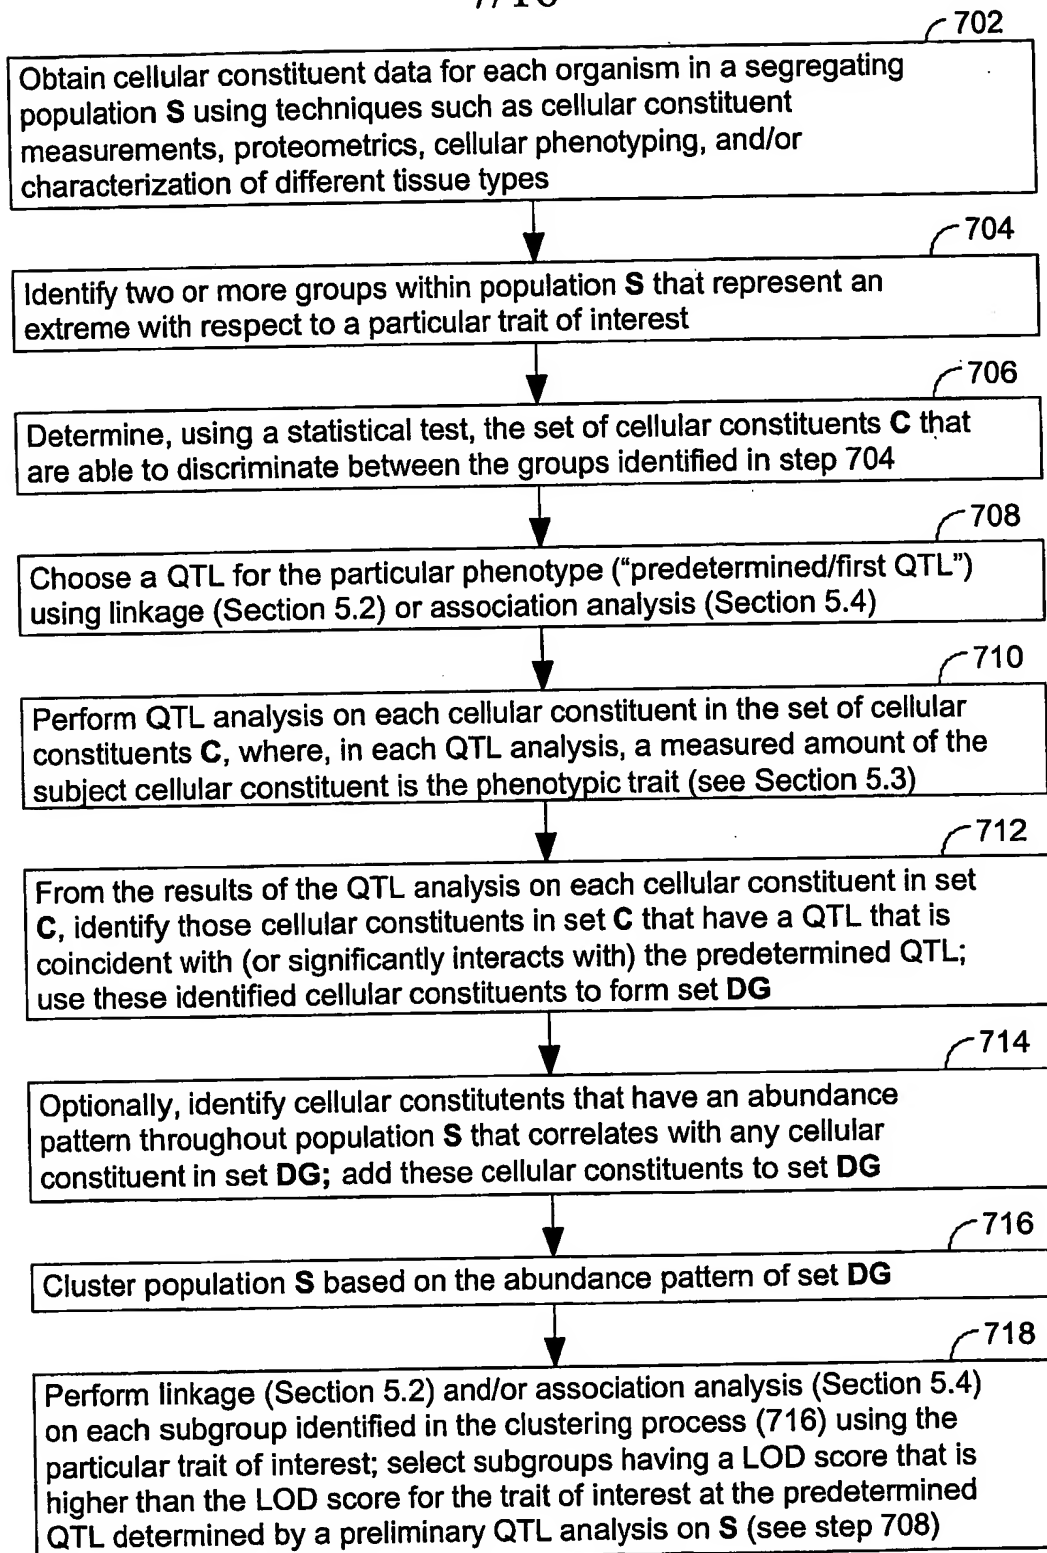 7/16
702
Obtain cellular constituent data for each organism in a segregating
population S using techniques such as cellular constituent
measurements, proteometrics, cellular phenotyping, and/or
characterization of different tissue types
704
Identify two or more groups within population S that represent an
extreme with respect to a particular trait of interest
706
Determine, using a statistical test, the set of cellular constituents C that
are able to discriminate between the groups identified in step 704
708
Choose a QTL for the particular phenotype (“predetermined/first QTL”)
using linkage (Section 5.2) or association analysis (Section 5.4)
710
Perform QTL analysis on each cellular constituent in the set of cellular
constituents C, where, in each QTL analysis, a measured amount of the
subject cellular constituent is the phenotypic trait (see Section 5.3)
712
From the results of the QTL analysis on each cellular constituent in set
C, identify those cellular constituents in set C that have a QTL that is
coincident with (or significantly interacts with) the predetermined QTL;
use these identified cellular constituents to form set DG
714
Optionally, identify cellular constitutents that have an abundance
pattern throughout population S that correlates with any cellular
constituent in set DG; add these cellular constituents to set DG
716
Cluster population S based on the abundance pattern of set DG
718
Perform linkage (Section 5.2) and/or association analysis (Section 5.4)
on each subgroup identified in the clustering process (716) using the
particular trait of interest; select subgroups having a LOD score that is
higher than the LOD score for the trait of interest at the predetermined
QTL determined by a preliminary QTL analysis on S (see step 708)